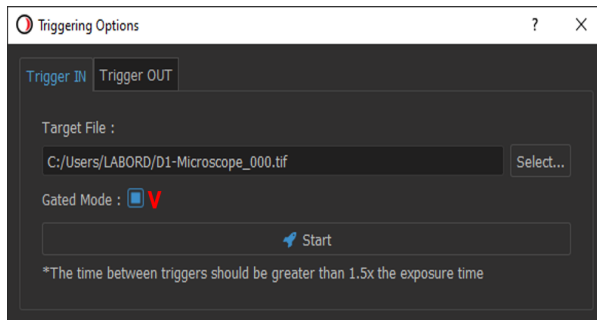 Triggering Options ?
Trigger IN Trigger OUT
Target File :
C:/Users/LABORD/D1-Microscope_000.tif Select...
Gated Mode : V
Start
*The time between triggers should be greater than 1.5x the exposure time